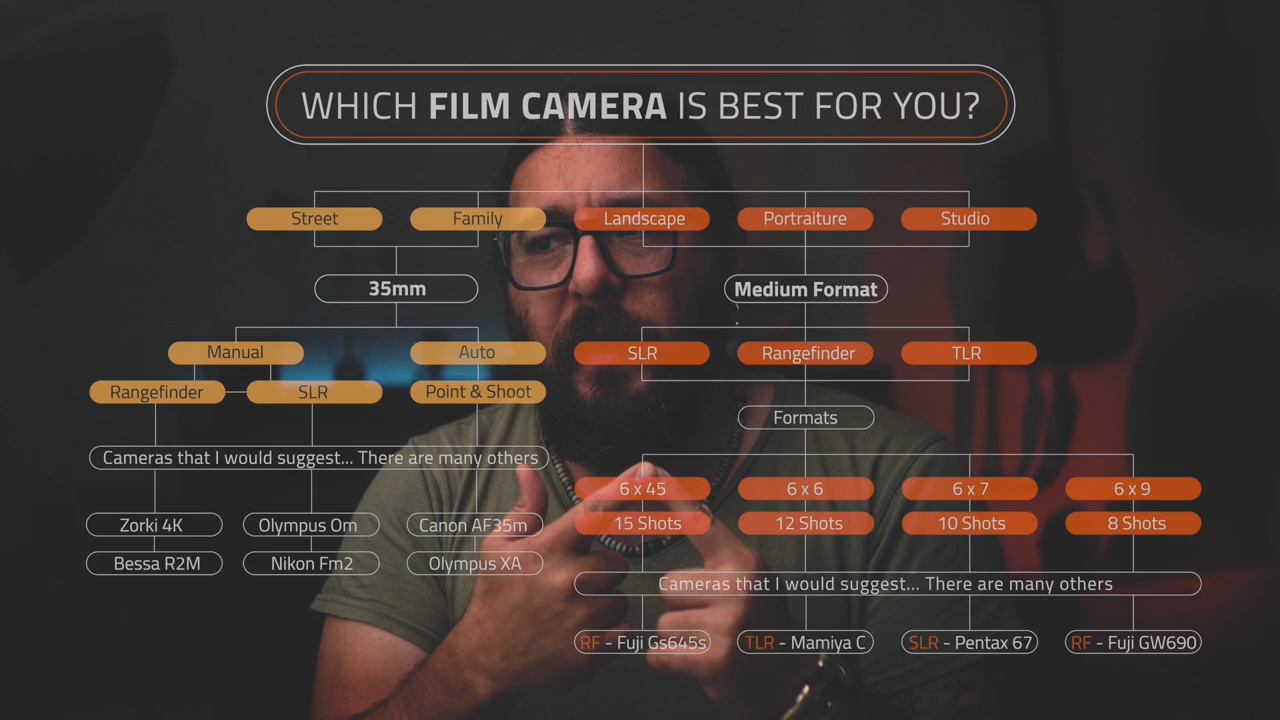 WHICH FILM CAMERA IS BEST FOR YOU?
Street
Family
Landscape
Portraiture
Studio
35mm
Medium Format
Manual
Auto
SLR
Rangefinder
TLR
Rangefinder
SLR
Point & Shoot
Formats
Cameras that I would suggest... There are many others
6 x 45
6 x 6
6 x 7
6 x 9
15 Shots
12 Shots
10 Shots
8 Shots
Zorki 4K
Olympus Om
Canon AF35m
Bessa R2M
Nikon Fm2
Olympus XA
Cameras that I would suggest... There are many others
RF - Fuji Gs645s
TLR - Mamiya C
SLR - Pentax 67
RF - Fuji GW690